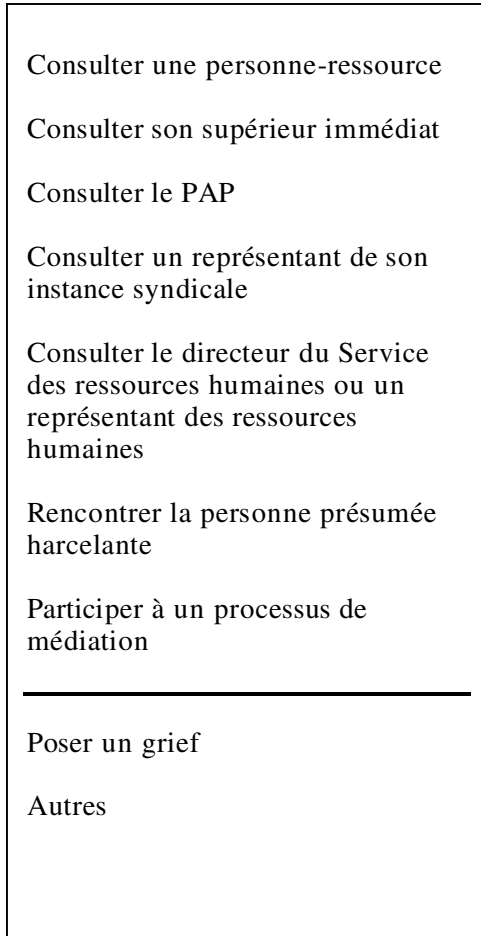 Consulter une personne-ressource
Consulter son supérieur immédiat
Consulter le PAP
Consulter un représentant de son
instance syndicale
Consulter le directeur du Service
des ressources humaines ou un
représentant des ressources
humaines
Rencontrer la personne présumée
harcelante
Participer à un processus de
médiation
Poser un grief
Autres